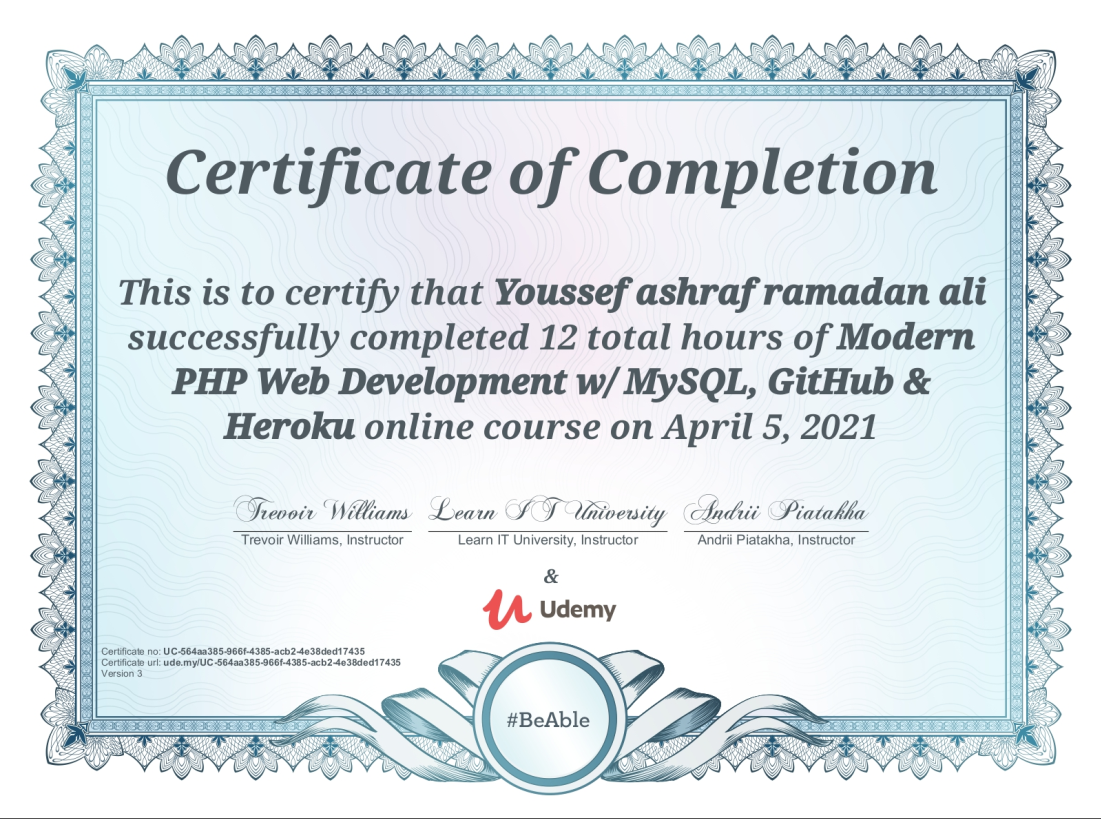 Certificate of Completion
This is to certify that Youssef ashraf ramadan ali
successfully completed 12 total hours of Modern
PHP Web Development w/ MySQL, GitHub &
Heroku online course on April 5, 2021
Trevoir Williams Learn IT University Andrii Piatakha
Trevoir Williams, Instructor Learn IT University, Instructor Andrii Piatakha, Instructor
&
Udemy
Certificate no: UC-564aa385-966f-4385-acb2-4e38ded17435
Certificate url: ude.my/UC-564aa385-966f-4385-acb2-4e38ded17435
Version 3
#BeAble